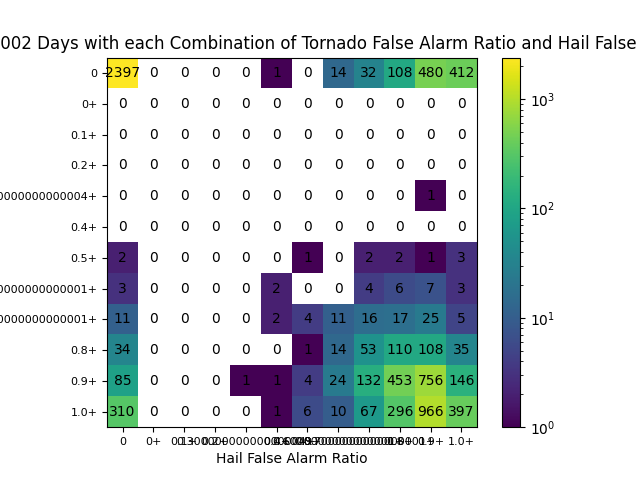 002 Days with each Combination of Tornado False Alarm Ratio and Hail False
0 2397 0 0 0 0 1 0 14 32 108 480 412
0+ 0 0 0 0 0 0 0 0 0 0 0 0
0.1+ 0 0 0 0 0 0 0 0 0 0 0 0
0.2+ 0 0 0 0 0 0 0 0 0 0 0 0
0000000000004+ 0 0 0 0 0 0 0 0 0 0 1 0
0.4+ 0 0 0 0 0 0 0 0 0 0 0 0
0.5+ 2 0 0 0 0 0 1 0 2 2 1 3
0000000000001+ 3 0 0 0 0 2 0 0 4 6 7 3
0000000000001+ 11 0 0 0 0 2 4 11 16 17 25 5
0.8+ 34 0 0 0 0 0 1 14 53 110 108 35
0.9+ 85 0 0 0 1 1 4 24 132 453 756 146
1.0+ 310 0 0 0 0 1 6 10 67 296 966 397
0 0+ 0.9+ 1.0+
Hail False Alarm Ratio
10³
10²
10¹
10⁰